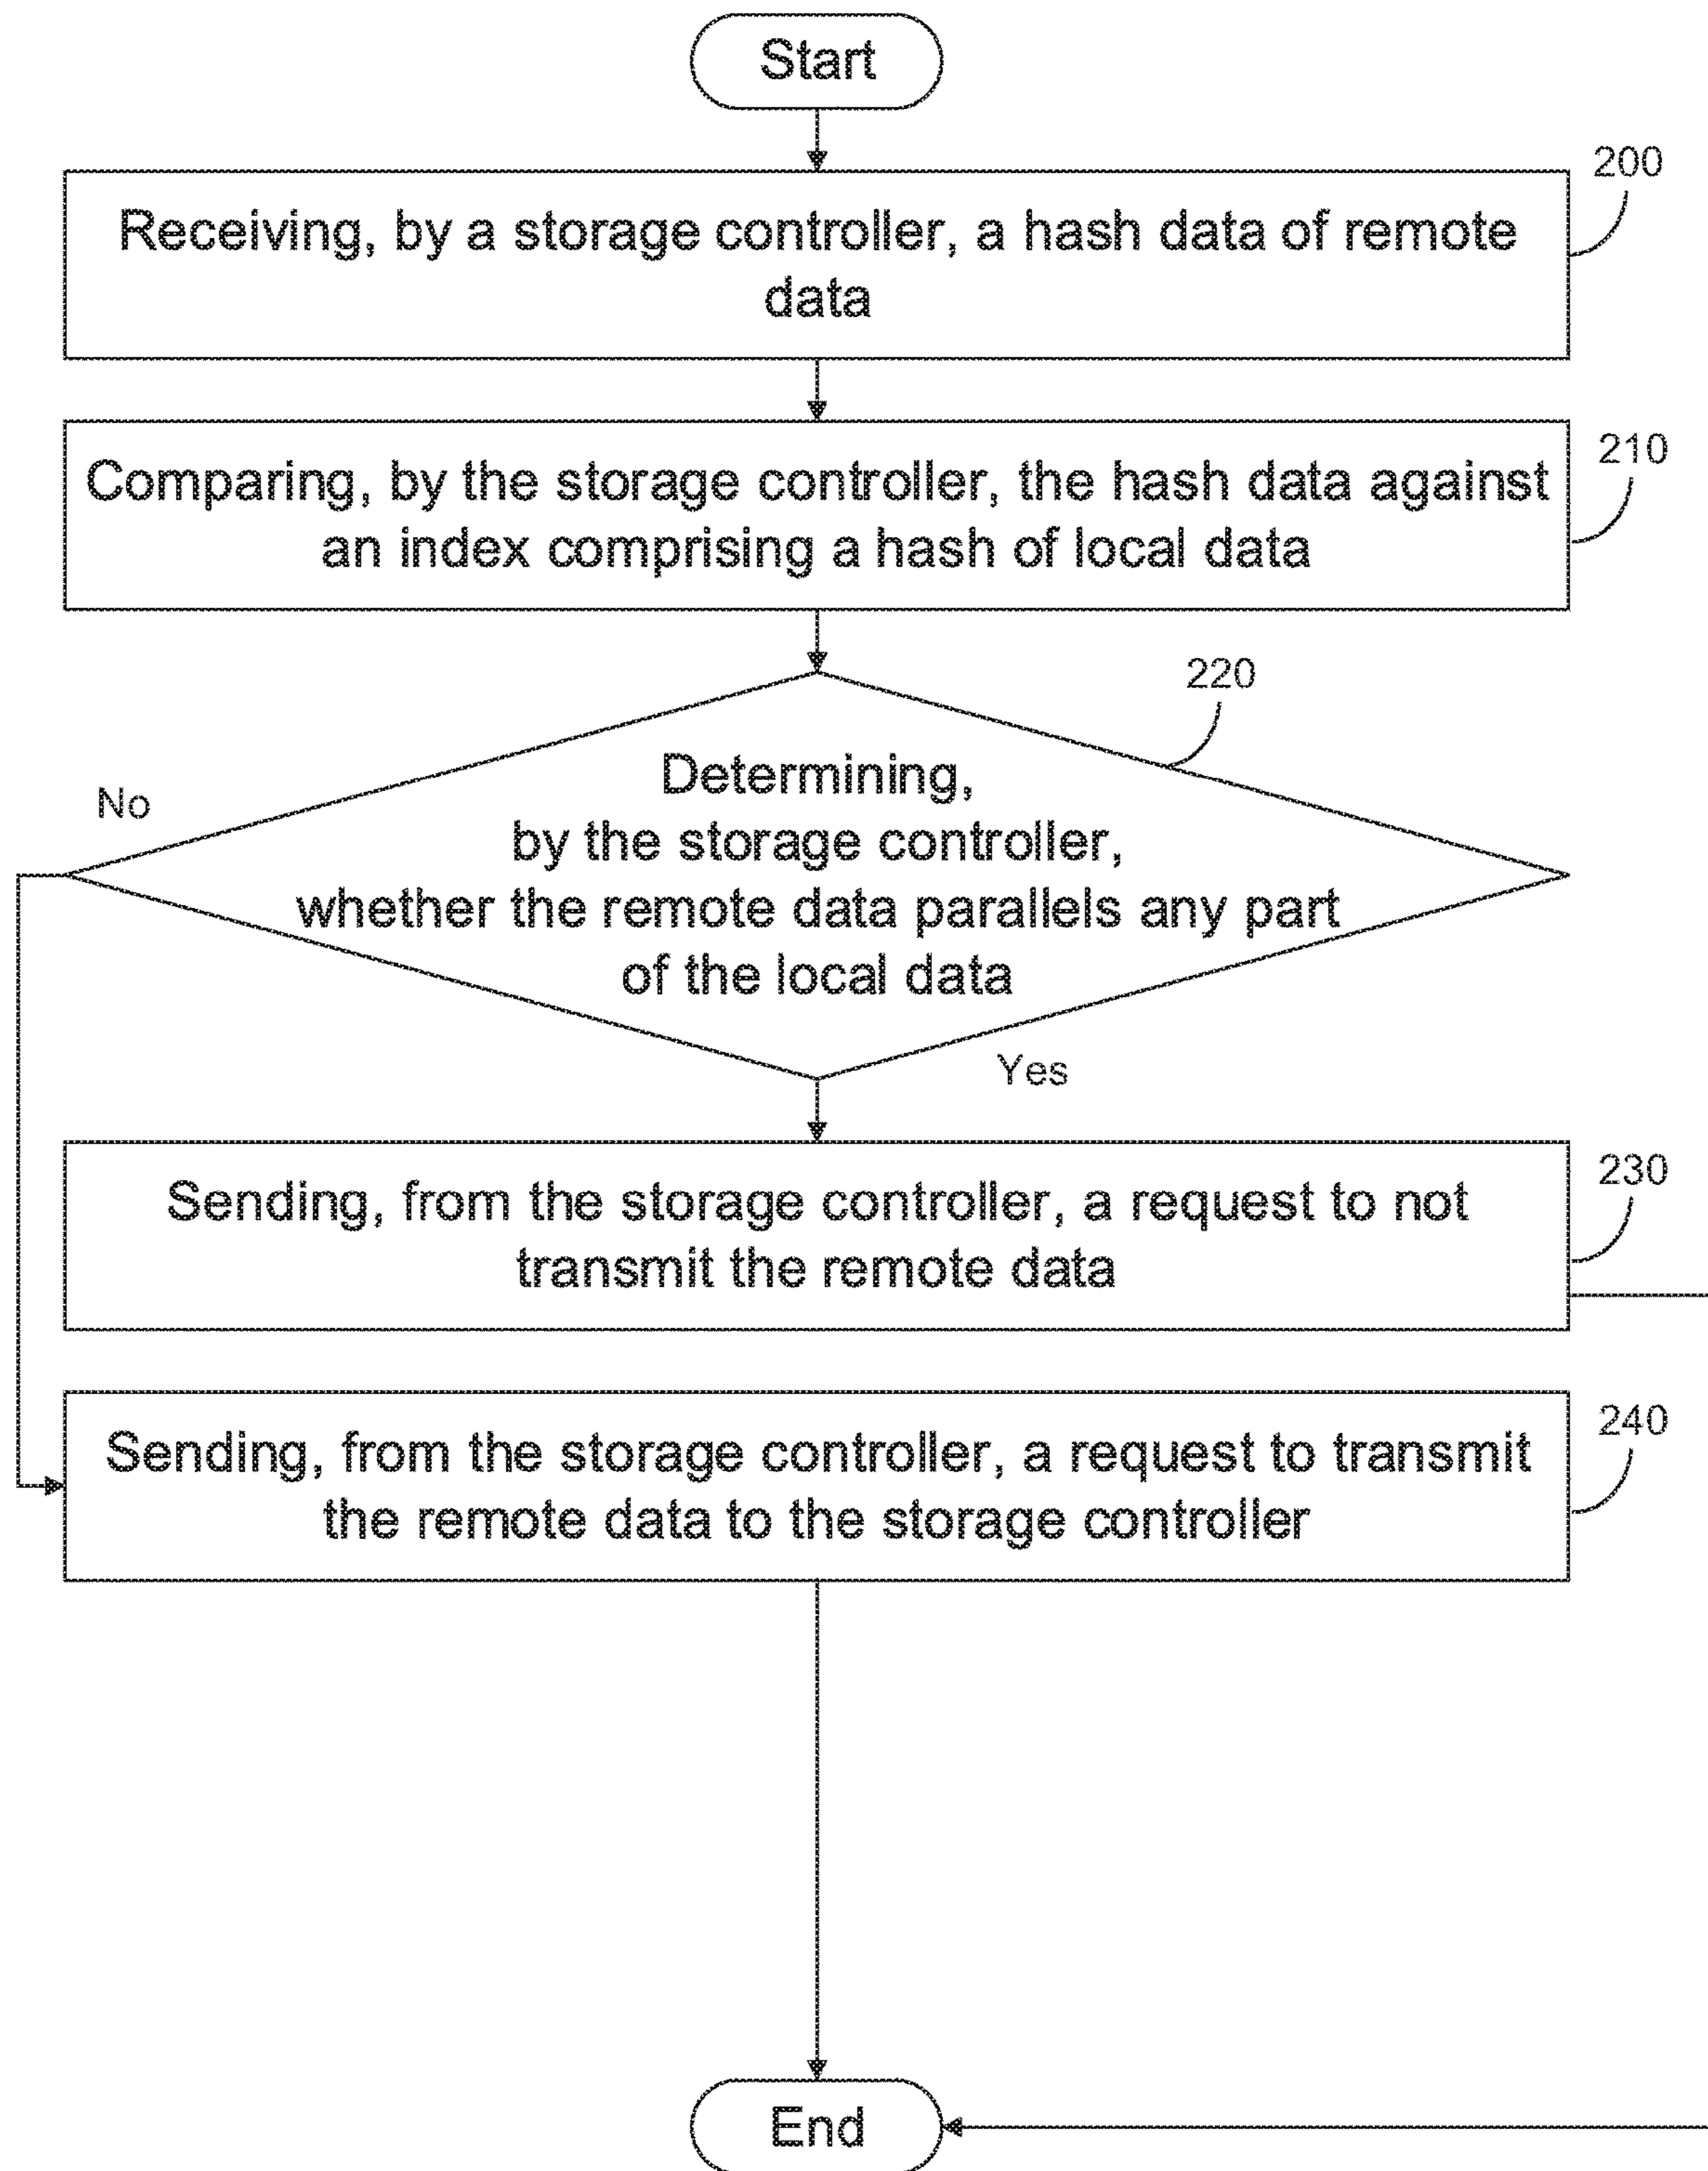 Start
200
Receiving, by a storage controller, a hash data of remote
data
210
Comparing, by the storage controller, the hash data against
an index comprising a hash of local data
220
No
Determining,
by the storage controller,
whether the remote data parallels any part
of the local data
Yes
230
Sending, from the storage controller, a request to not
transmit the remote data
240
Sending, from the storage controller, a request to transmit
the remote data to the storage controller
End